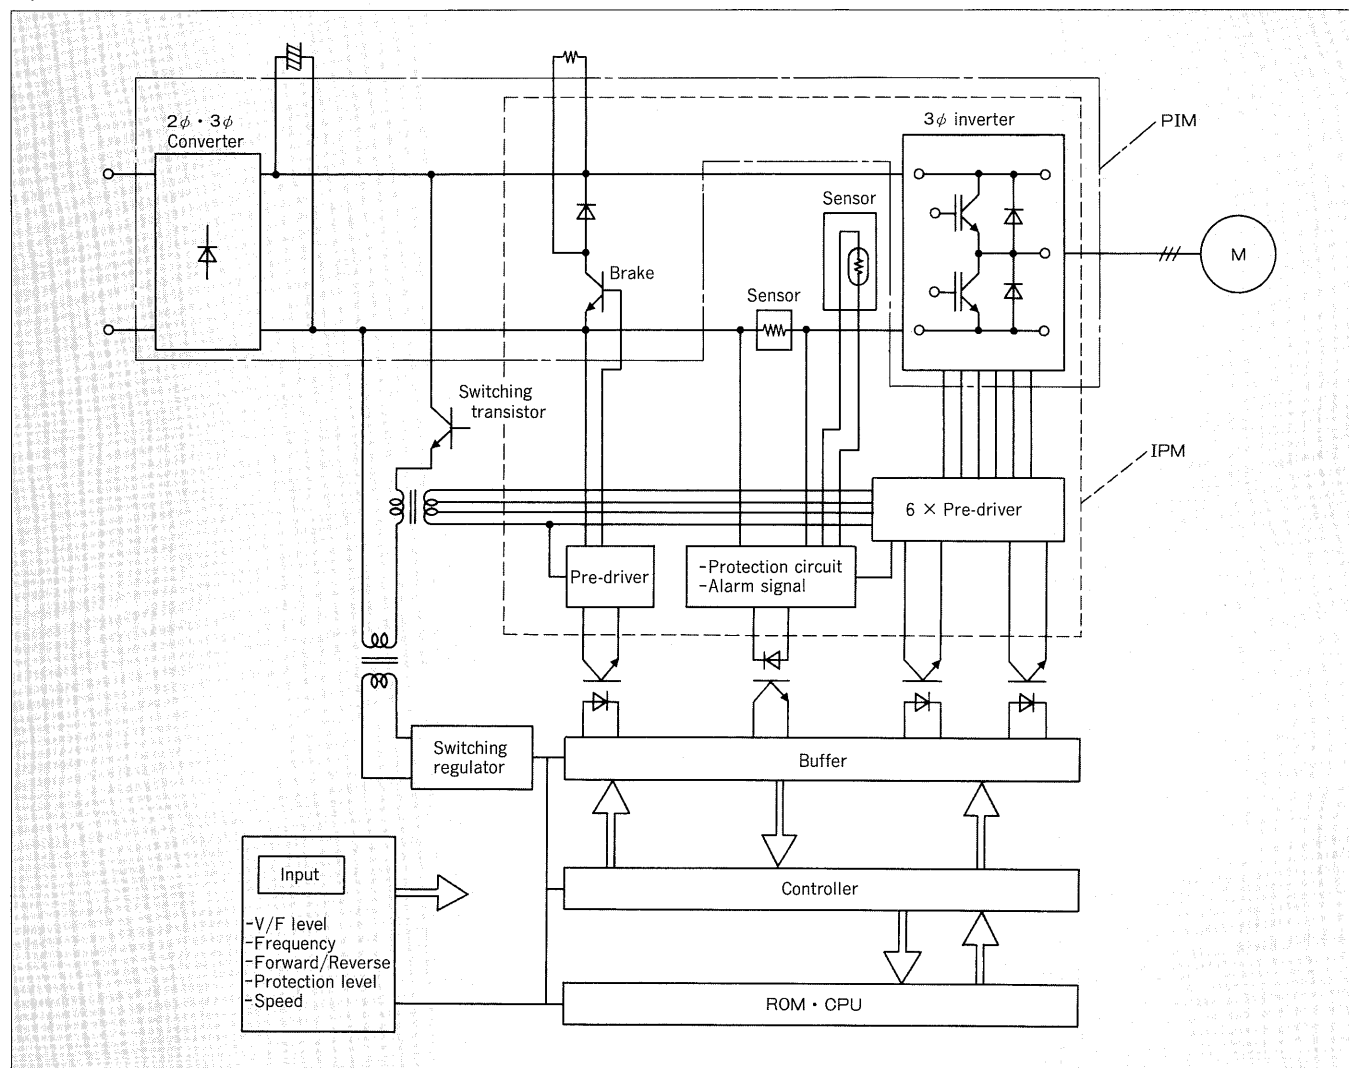 2φ・3φ
Converter
3φ inverter
PIM
Sensor
M
Brake
Sensor
Switching
transistor
IPM
6 × Pre-driver
Pre-driver
-Protection circuit
-Alarm signal
Switching
regulator
Buffer
Input
Controller
-V/F level
-Frequency
-Forward/Reverse
-Protection level
-Speed
ROM・CPU